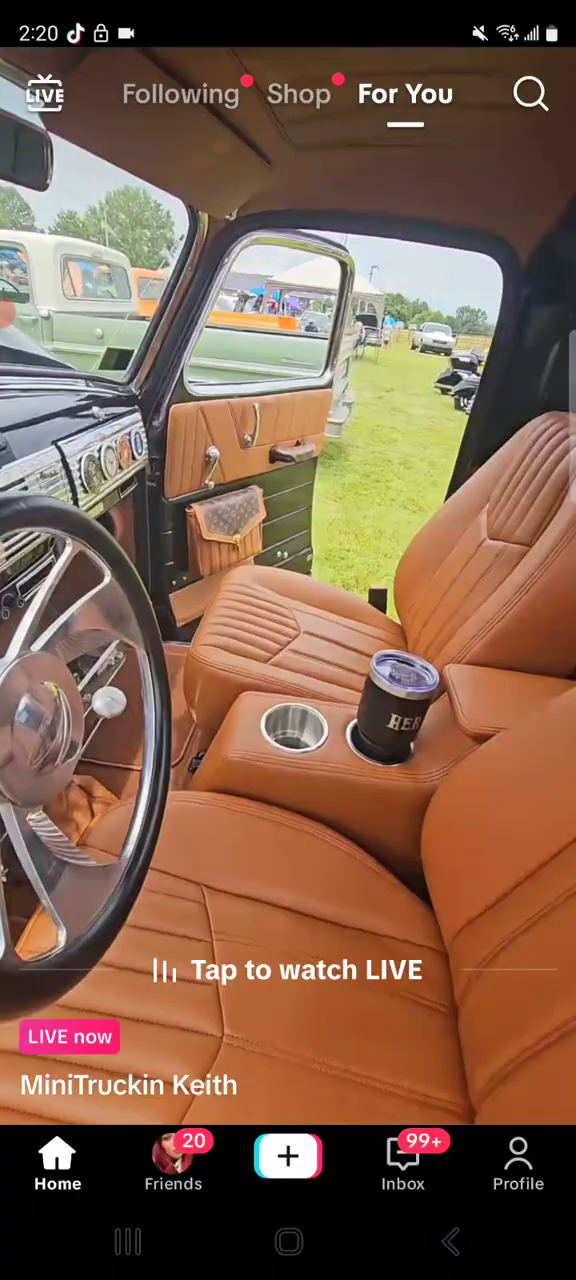 2:20
LIVE
Following
Shop
For You
HER
Tap to watch LIVE
LIVE now
MiniTruckin Keith
Home
20
Friends
99+
Inbox
Profile